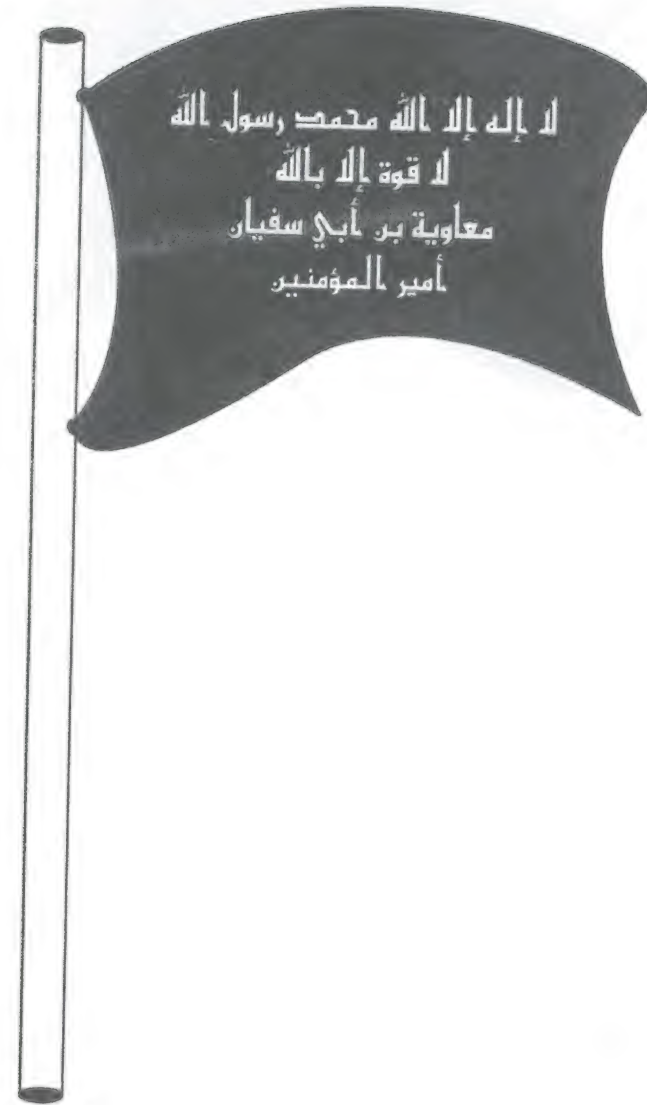 لا إله إلا الله محمد رسول الله
لا قوة إلا بالله
معاوية بن أبي سفيان
أمير المؤمنين